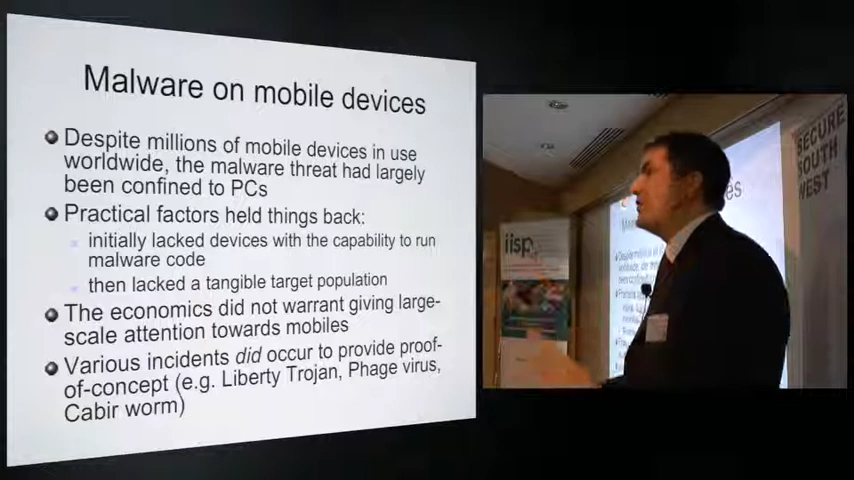 Malware on mobile devices
Despite millions of mobile devices in use
worldwide, the malware threat had largely
been confined to PCs
Practical factors held things back:
initially lacked devices with the capability to run
malware code
then lacked a tangible target population
The economics did not warrant giving large-
scale attention towards mobiles
Various incidents did occur to provide proof-
of-concept (e.g. Liberty Trojan, Phage virus,
Cabir worm)
iisp
SECURE
SOUTH
WEST